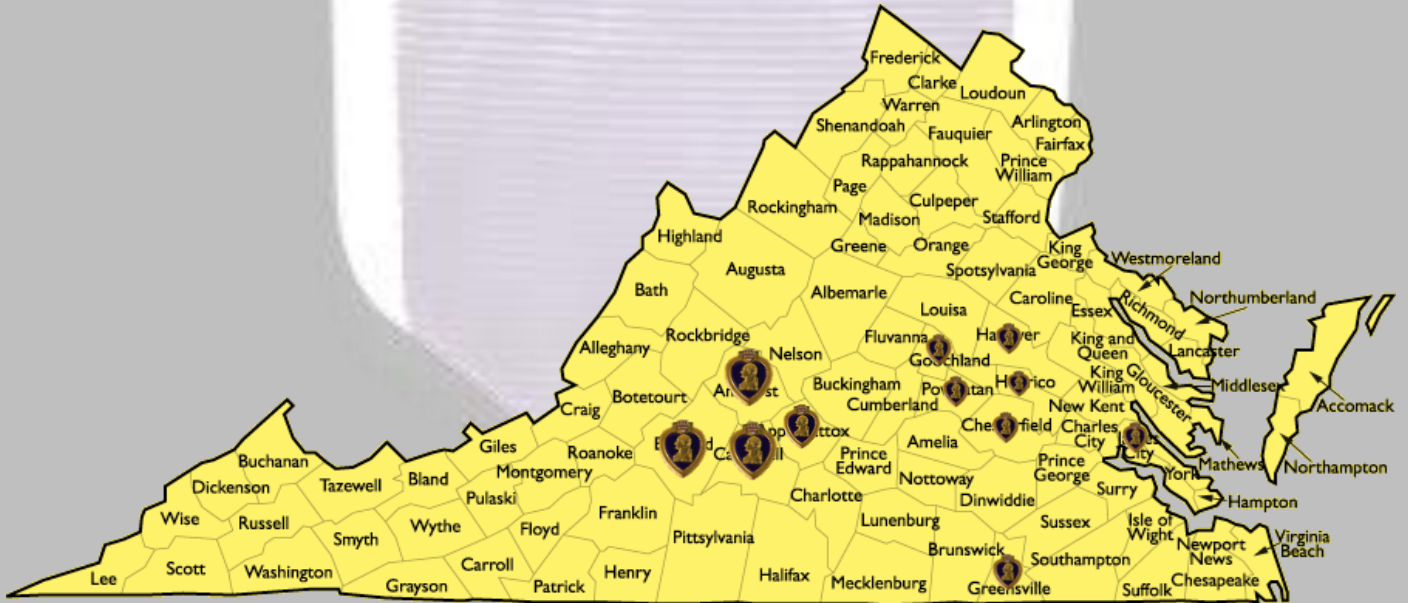 Frederick
Clarke
Loudoun
Warren
Shenandoah
Fauquier
Arlington
Fairfax
Rappahannock
Prince
William
Page
Culpeper
Rockingham
Madison
Stafford
Highland
Greene
Orange
King
George
Westmoreland
Augusta
Spotsylvania
Bath
Albemarle
Caroline
Richmond
Northumberland
Louisa
Essex
Rockbridge
Fluvanna
Alleghany
Nelson
Goochland
King and
Queen
Lancaster
King
William
Gloucester
Middlesex
Buckingham
Botetourt
Cumberland
New Kent
Accomack
Craig
Charles
City
City
Amelia
Giles
Roanoke
Prince
Edward
Prince
George
Mathews
Northampton
Buchanan
Montgomery
York
Dickenson
Tazewell
Bland
Nottoway
Surry
Pulaski
Charlotte
Dinwiddie
Hampton
Wise
Russell
Wythe
Franklin
Lunenburg
Sussex
Isle of
Wight
Smyth
Floyd
Pittsylvania
Newport
News
Virginia
Beach
Brunswick
Southampton
Lee
Scott
Washington
Carroll
Henry
Halifax
Mecklenburg
Greensville
Suffolk
Chesapeake
Grayson
Patrick